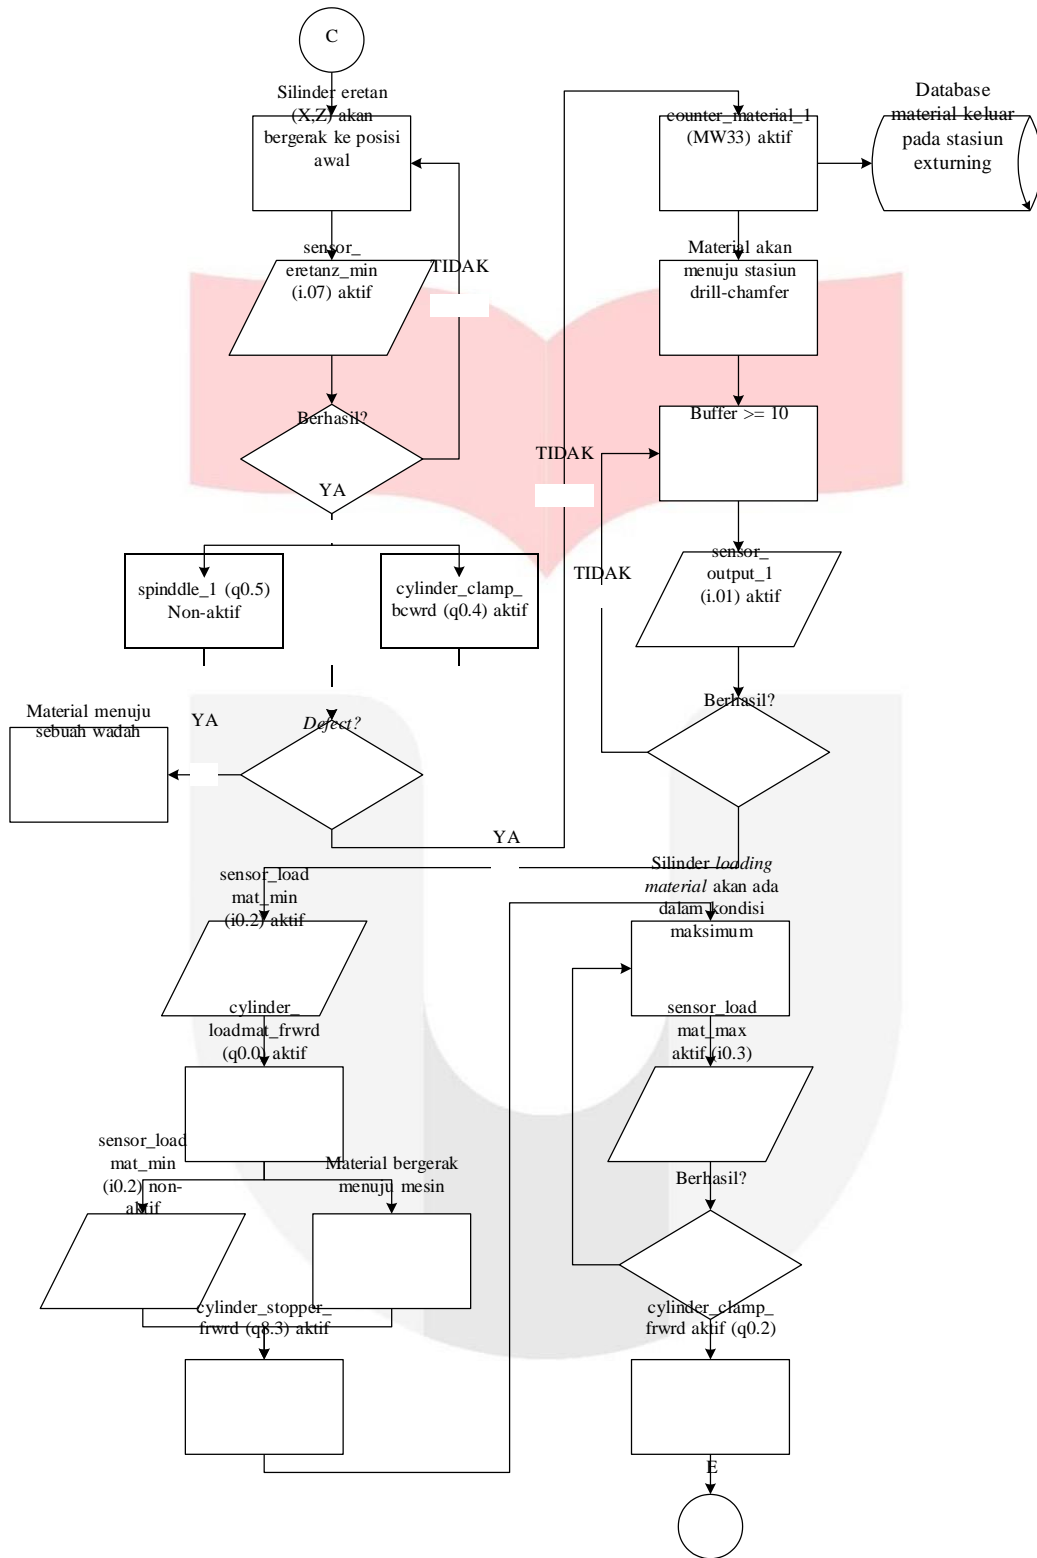 C
Silinder eretan
(X,Z) akan
bergerak ke posisi
awal
sensor_
eretanz_min
(i.07) aktif
TIDAK
Berhasil?
YA
spinddle_1 (q0.5)
Non-aktif
cylinder_clamp_
bcwrd (q0.4) aktif
Defect?
YA
Material menuju
sebuah wadah
YA
TIDAK
counter_material_1
(MW33) aktif
Database
material keluar
pada stasiun
exturning
Material akan
menuju stasiun
drill-chamfer
Buffer >= 10
sensor_
output_1
(i.01) aktif
TIDAK
Berhasil?
sensor_load
mat_min
(i0.2) aktif
cylinder_
loadmat_frwrd
(q0.0) aktif
sensor_load
mat_min
(i0.2) non-
aktif
Material bergerak
menuju mesin
cylinder_stopper_
frwrd (q8.3) aktif
Silinder loading
material akan ada
dalam kondisi
maksimum
sensor_load
mat_max
aktif (i0.3)
Berhasil?
cylinder_clamp_
frwrd aktif (q0.2)
E